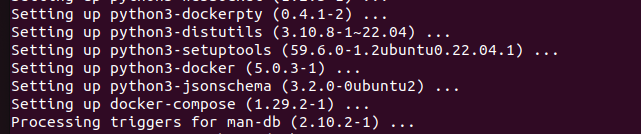 Setting up python3-dockerpty (0.4.1-2) ...
Setting up python3-distutils (3.10.8-1~22.04) ...
Setting up python3-setuptools (59.6.0-1.2ubuntu0.22.04.1) ...
Setting up python3-docker (5.0.3-1) ...
Setting up python3-jsonschema (3.2.0-0ubuntu2) ...
Setting up docker-compose (1.29.2-1) ...
Processing triggers for man-db (2.10.2-1) ...